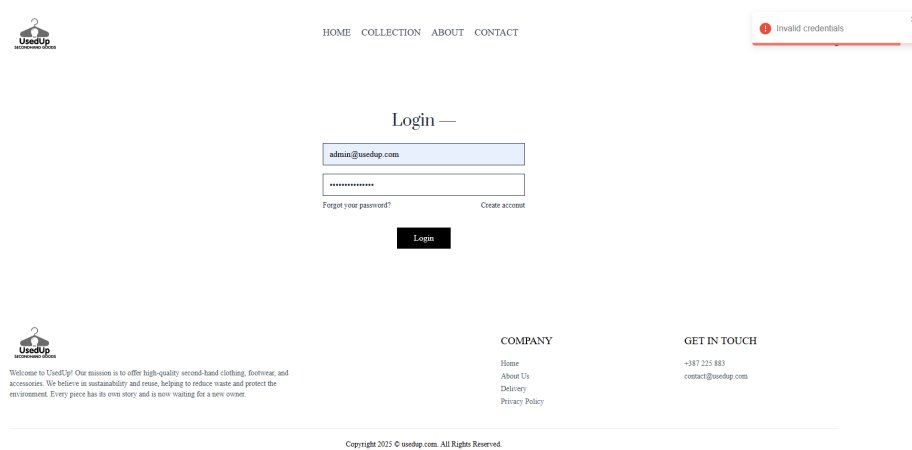 UsedUp
SECONDHAND GOODS
HOME COLLECTION ABOUT CONTACT
Invalid credentials
Login —
admin@usedup.com
•••••••••••••••
Forgot your password? Create acconut
Login
UsedUp
SECONDHAND GOODS
Welcome to UsedUp! Our mission is to offer high-quality second-hand clothing, footwear, and
accessories. We believe in sustainability and reuse, helping to reduce waste and protect the
environment. Every piece has its own story and is now waiting for a new owner.
COMPANY
Home
About Us
Delivery
Privacy Policy
GET IN TOUCH
+387 225 883
contact@usedup.com
Copyright 2025 © usedup.com. All Rights Reserved.